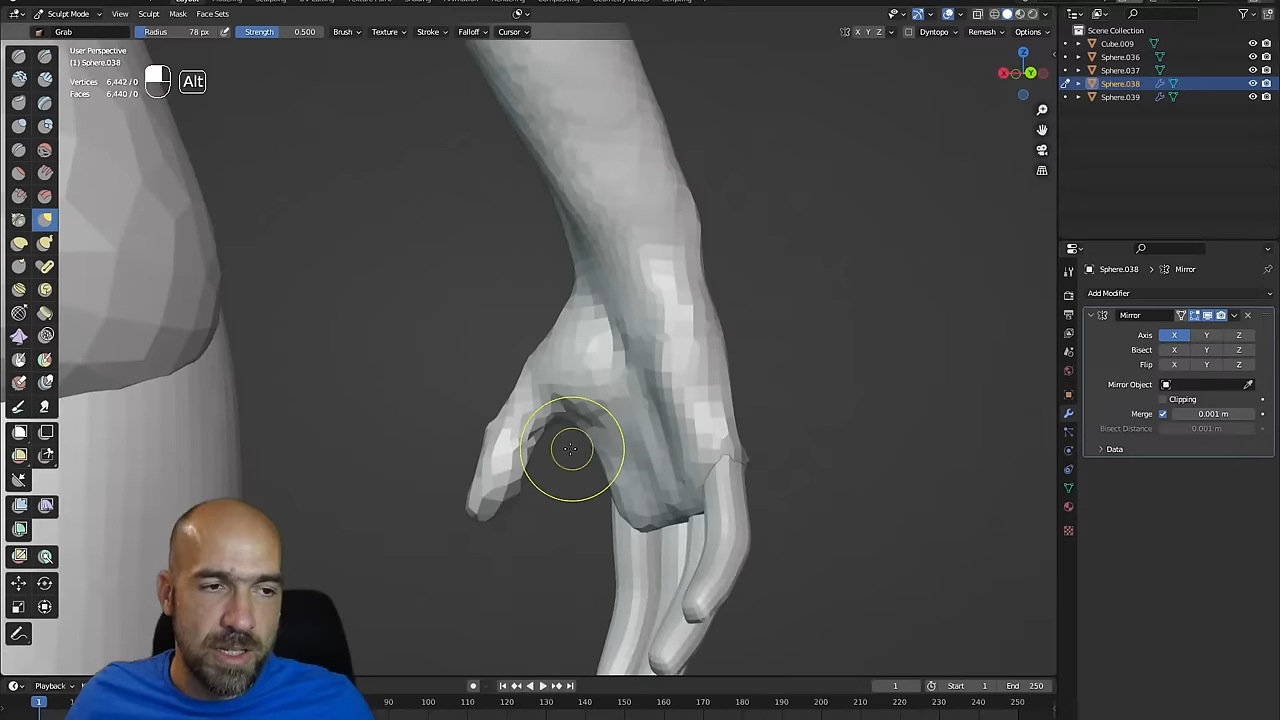 Layout Sculpting
Sculpt Mode View Sculpt Mask Face Sets
Grab Radius 78 px Strength 0.500 Brush Texture Stroke Falloff Cursor X Y Z Dyntopo Remesh Options
User Perspective
(1) Sphere.038
Vertices 6,442 / 0
Faces 6,440 / 0
Alt
Z
X Y
Scene Collection
Cube.009
Sphere.036
Sphere.037
Sphere.038
Sphere.039
Sphere.038 > Mirror
Add Modifier
Mirror
Axis X Y Z
Bisect X Y Z
Flip X Y Z
Mirror Object
Clipping
Merge 0.001 m
Bisect Distance 0.001 m
Data
Playback 1 Start 1 End 250
1 80 90 100 110 120 130 140 150 160 170 180 190 200 210 220 230 240 250